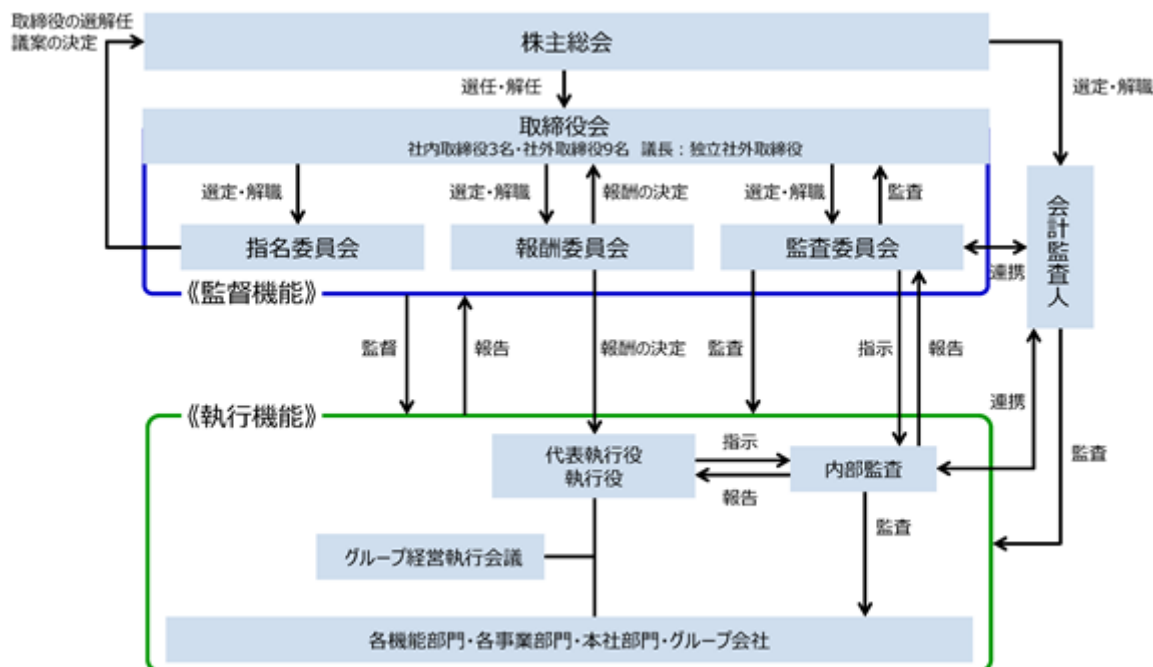 取締役の選解任
議案の決定
株主総会
選任・解任
選定・解職
取締役会
社内取締役3名・社外取締役9名 議長：独立社外取締役
選定・解職
選定・解職
報酬の決定
選定・解職
監査
指名委員会
報酬委員会
監査委員会
連携
会計監査人
《監督機能》
監督
報告
報酬の決定
監査
指示
報告
連携
監査
《執行機能》
代表執行役
執行役
指示
報告
内部監査
監査
グループ経営執行会議
各機能部門・各事業部門・本社部門・グループ会社